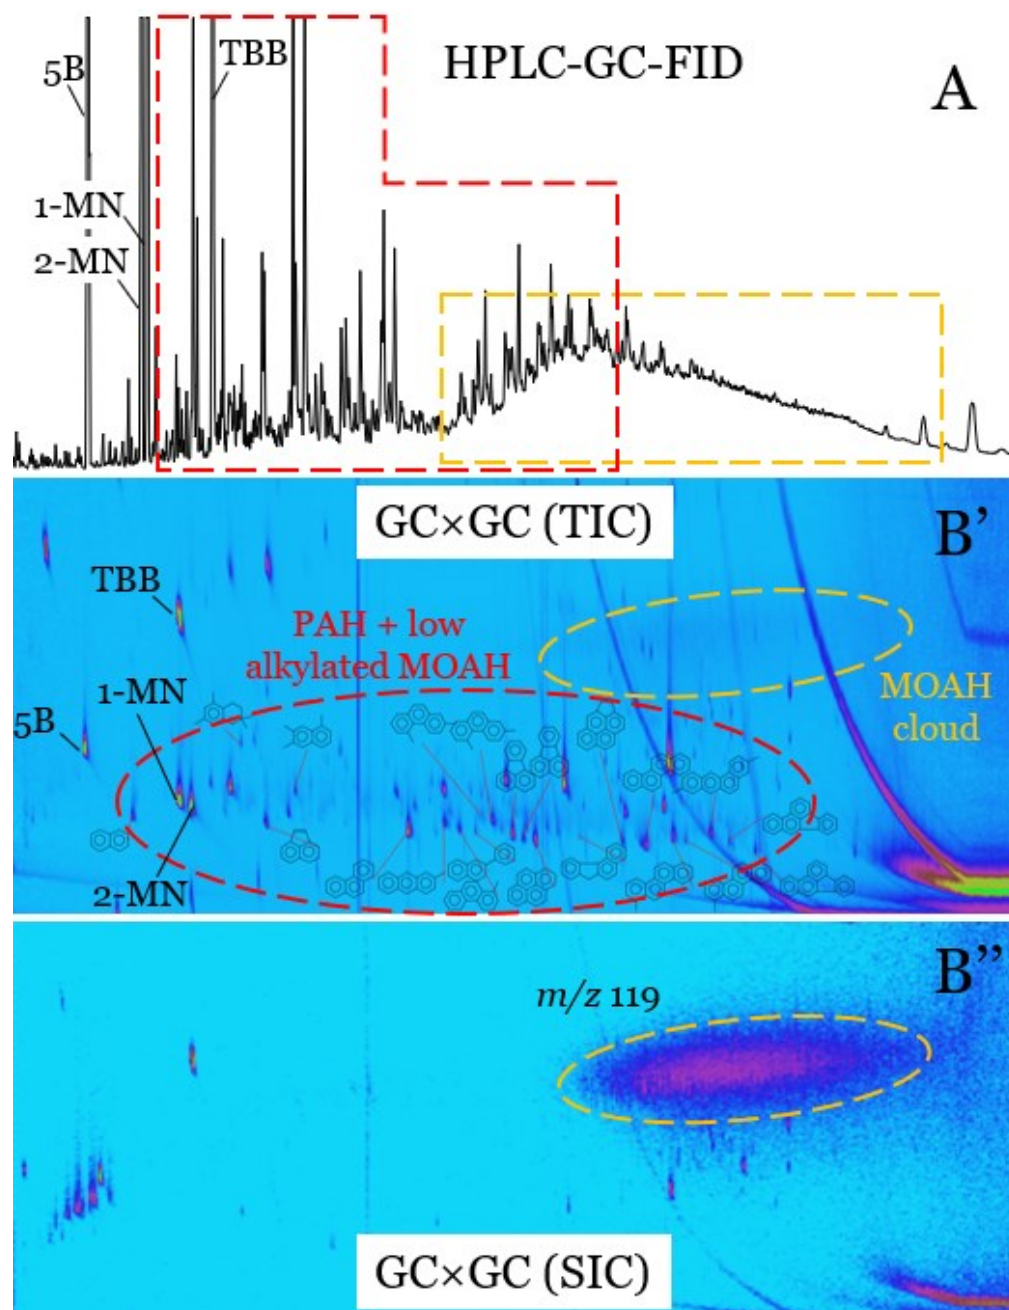 HPLC-GC-FID
A
5B
TBB
1-MN
2-MN
GC×GC (TIC)
B’
TBB
PAH + low
alkylated MOAH
1-MN
5B
MOAH
cloud
2-MN
B”
m/z 119
GC×GC (SIC)